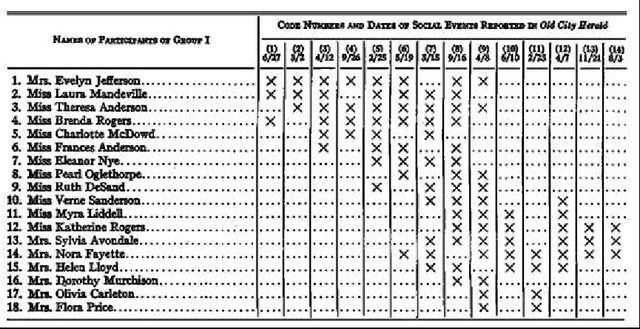 NAMES OF PARTICIPANTS OF GROUP I
CODE NUMBERS AND DATES OF SOCIAL EVENTS REPORTED IN Old City Herald
(1) (2) (3) (4) (5) (6) (7) (8) (9) (10) (11) (12) (13) (14)
6/27 3/2 4/12 9/26 2/25 5/19 3/15 9/16 4/8 6/10 2/23 4/7 11/21 8/3
1. Mrs. Evelyn Jefferson × × × × × × × ×
2. Miss Laura Mandeville × × × × × × ×
3. Miss Theresa Anderson × × × × × × × ×
4. Miss Brenda Rogers × × × × × × ×
5. Miss Charlotte McDowd × × × ×
6. Miss Frances Anderson × × × ×
7. Miss Eleanor Nye × × × ×
8. Miss Pearl Oglethorpe × × ×
9. Miss Ruth DeSand × × × ×
10. Miss Verne Sanderson × × × ×
11. Miss Myra Liddell × × × ×
12. Miss Katherine Rogers × × × × × ×
13. Mrs. Sylvia Avondale × × × × × × ×
14. Mrs. Nora Fayette × × × × × × × ×
15. Mrs. Helen Lloyd × × × × ×
16. Mrs. Dorothy Murchison × ×
17. Mrs. Olivia Carleton × ×
18. Mrs. Flora Price × ×